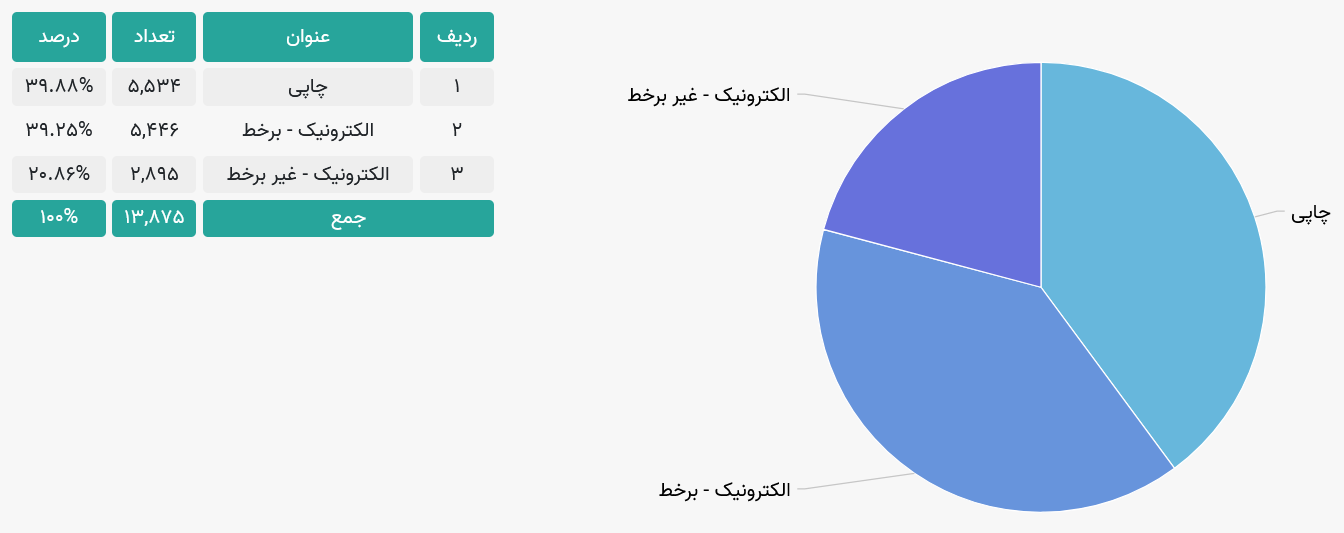 ردیف عنوان تعداد درصد
۱ چاپی ۵,۵۳۴ ۳۹.۸۸%
۲ الکترونیک - برخط ۵,۴۴۶ ۳۹.۲۵%
۳ الکترونیک - غیر برخط ۲,۸۹۵ ۲۰.۸۶%
جمع ۱۳,۸۷۵ ۱۰۰%
الکترونیک - غیر برخط
چاپی
الکترونیک - برخط